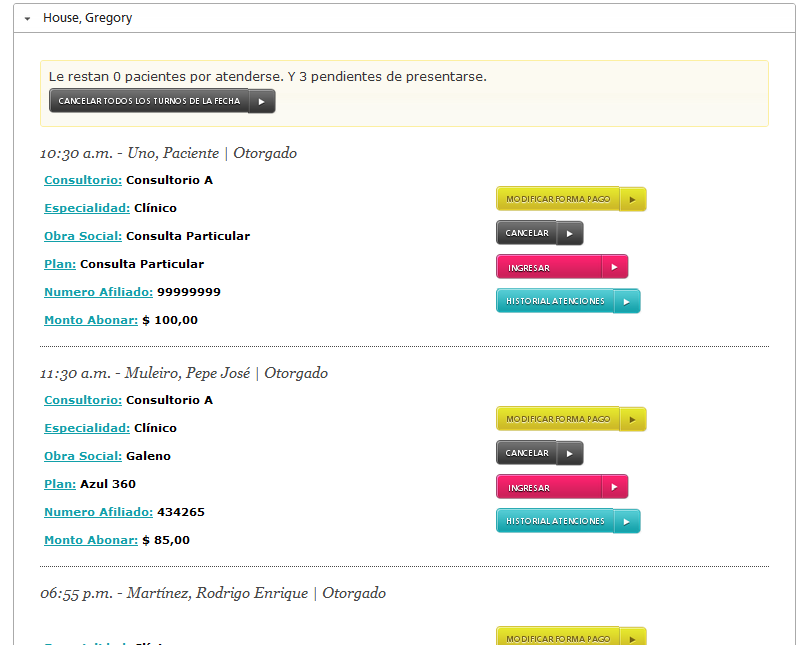 House, Gregory
Le restan 0 pacientes por atenderse. Y 3 pendientes de presentarse.
CANCELAR TODOS LOS TURNOS DE LA FECHA
10:30 a.m. - Uno, Paciente | Otorgado
Consultorio: Consultorio A
MODIFICAR FORMA PAGO
Especialidad: Clínico
CANCELAR
Obra Social: Consulta Particular
Plan: Consulta Particular
INGRESAR
Numero Afiliado: 99999999
HISTORIAL ATENCIONES
Monto Abonar: $ 100,00
11:30 a.m. - Muleiro, Pepe José | Otorgado
Consultorio: Consultorio A
MODIFICAR FORMA PAGO
Especialidad: Clínico
CANCELAR
Obra Social: Galeno
Plan: Azul 360
INGRESAR
Numero Afiliado: 434265
HISTORIAL ATENCIONES
Monto Abonar: $ 85,00
06:55 p.m. - Martínez, Rodrigo Enrique | Otorgado
MODIFICAR FORMA PAGO